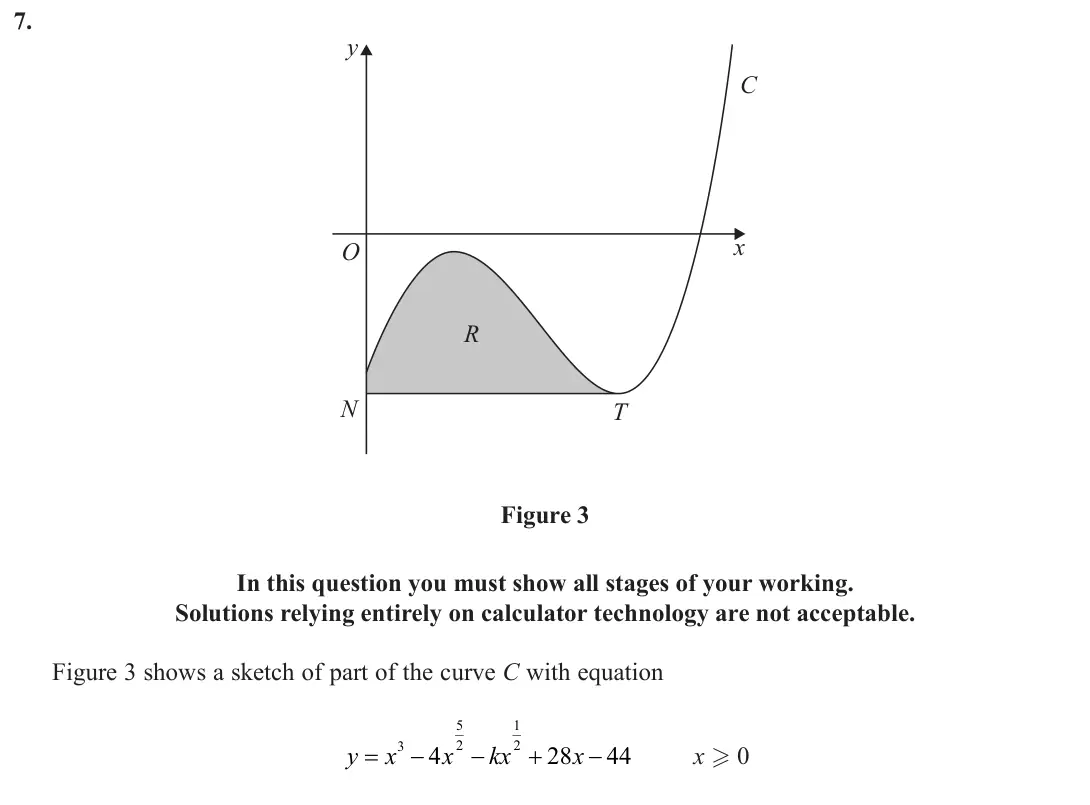 7.
y
C
O
x
R
N
T
Figure 3
In this question you must show all stages of your working.
Solutions relying entirely on calculator technology are not acceptable.
Figure 3 shows a sketch of part of the curve C with equation
y = x^3 − 4x^{5/2} − kx^{1/2} + 28x − 44    x ⩾ 0